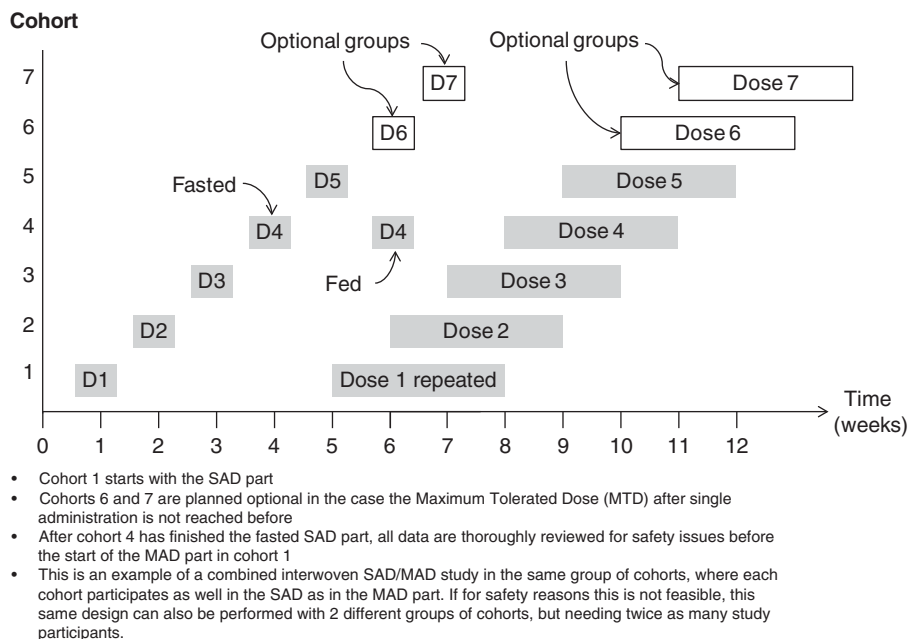 Cohort
Optional groups
Optional groups
7
D7
Dose 7
6
D6
Dose 6
5
D5
Dose 5
Fasted
4
D4
D4
Dose 4
3
D3
Fed
Dose 3
2
D2
Dose 2
1
D1
Dose 1 repeated
Time
(weeks)
0 1 2 3 4 5 6 7 8 9 10 11 12
• Cohort 1 starts with the SAD part
• Cohorts 6 and 7 are planned optional in the case the Maximum Tolerated Dose (MTD) after single
administration is not reached before
• After cohort 4 has finished the fasted SAD part, all data are thoroughly reviewed for safety issues before
the start of the MAD part in cohort 1
• This is an example of a combined interwoven SAD/MAD study in the same group of cohorts, where each
cohort participates as well in the SAD as in the MAD part. If for safety reasons this is not feasible, this
same design can also be performed with 2 different groups of cohorts, but needing twice as many study
participants.